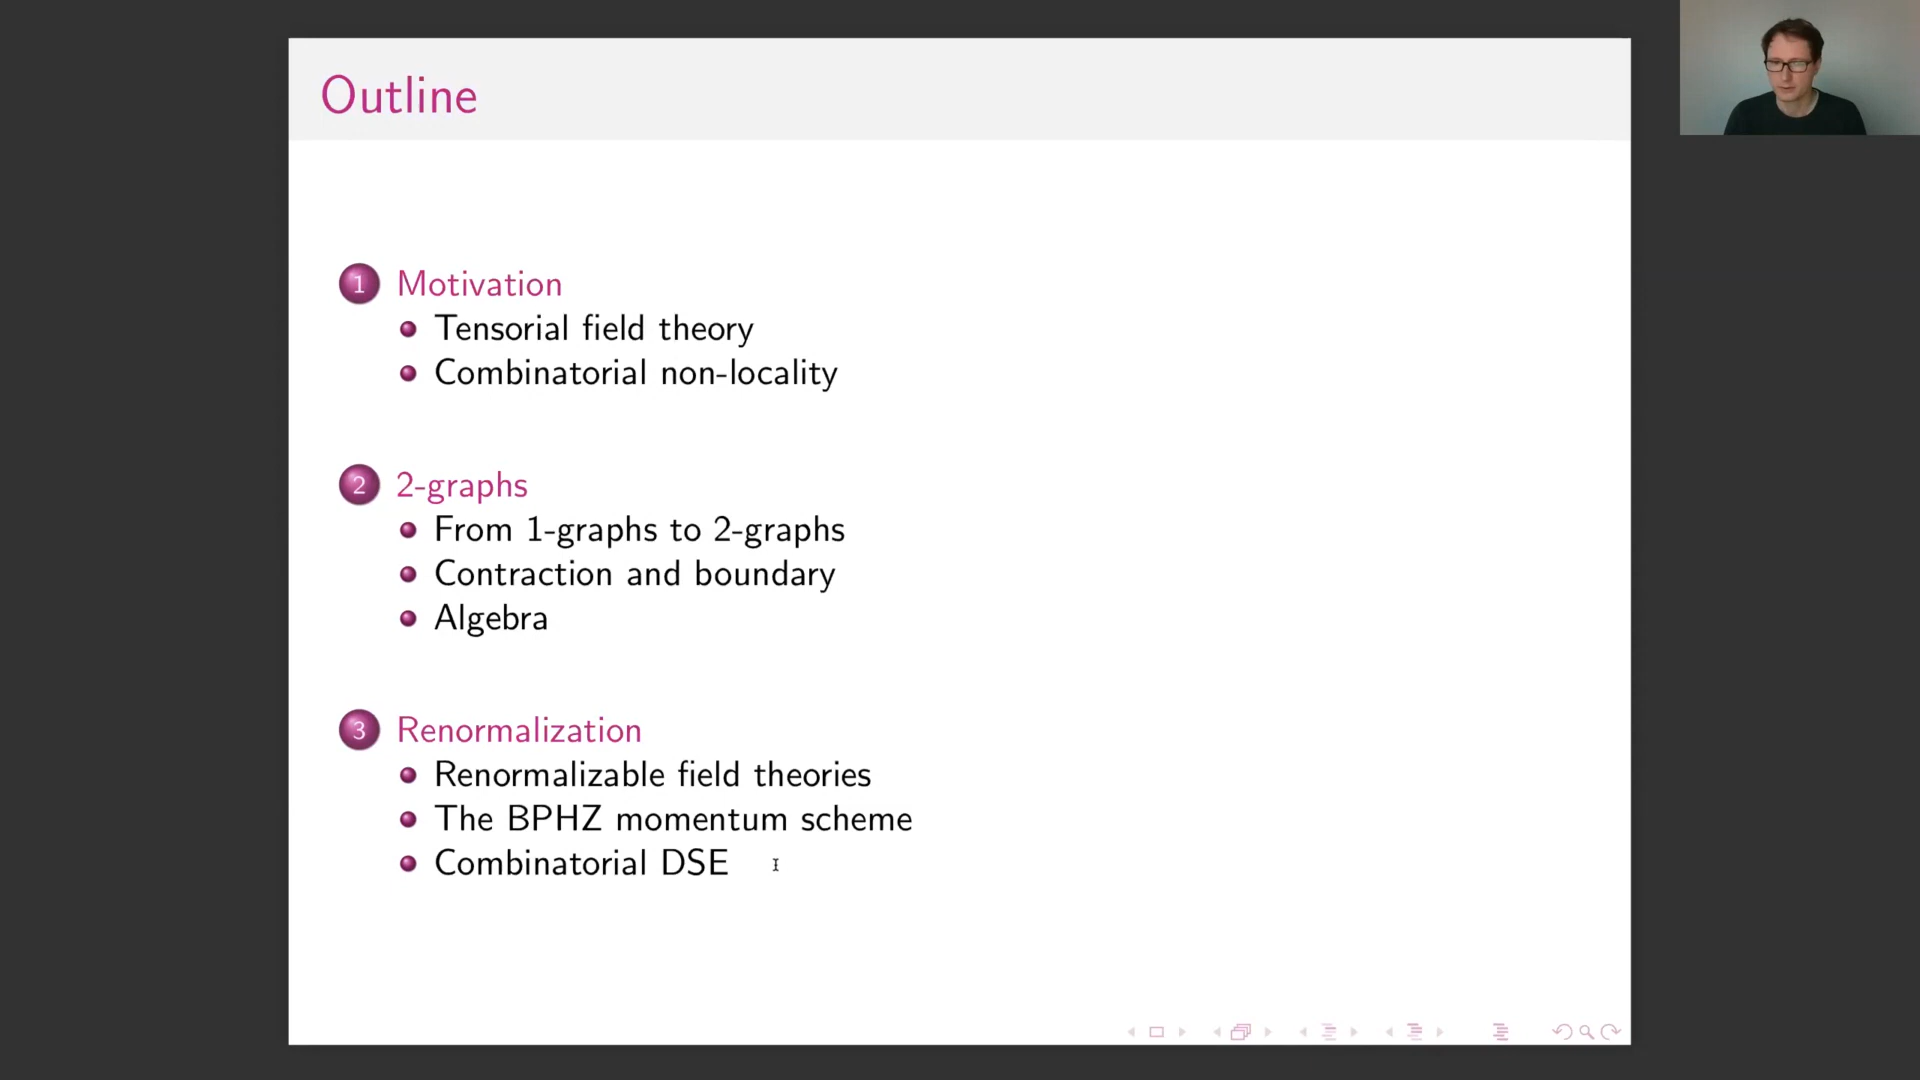 Outline
1 Motivation
Tensorial field theory
Combinatorial non-locality
2 2-graphs
From 1-graphs to 2-graphs
Contraction and boundary
Algebra
3 Renormalization
Renormalizable field theories
The BPHZ momentum scheme
Combinatorial DSE